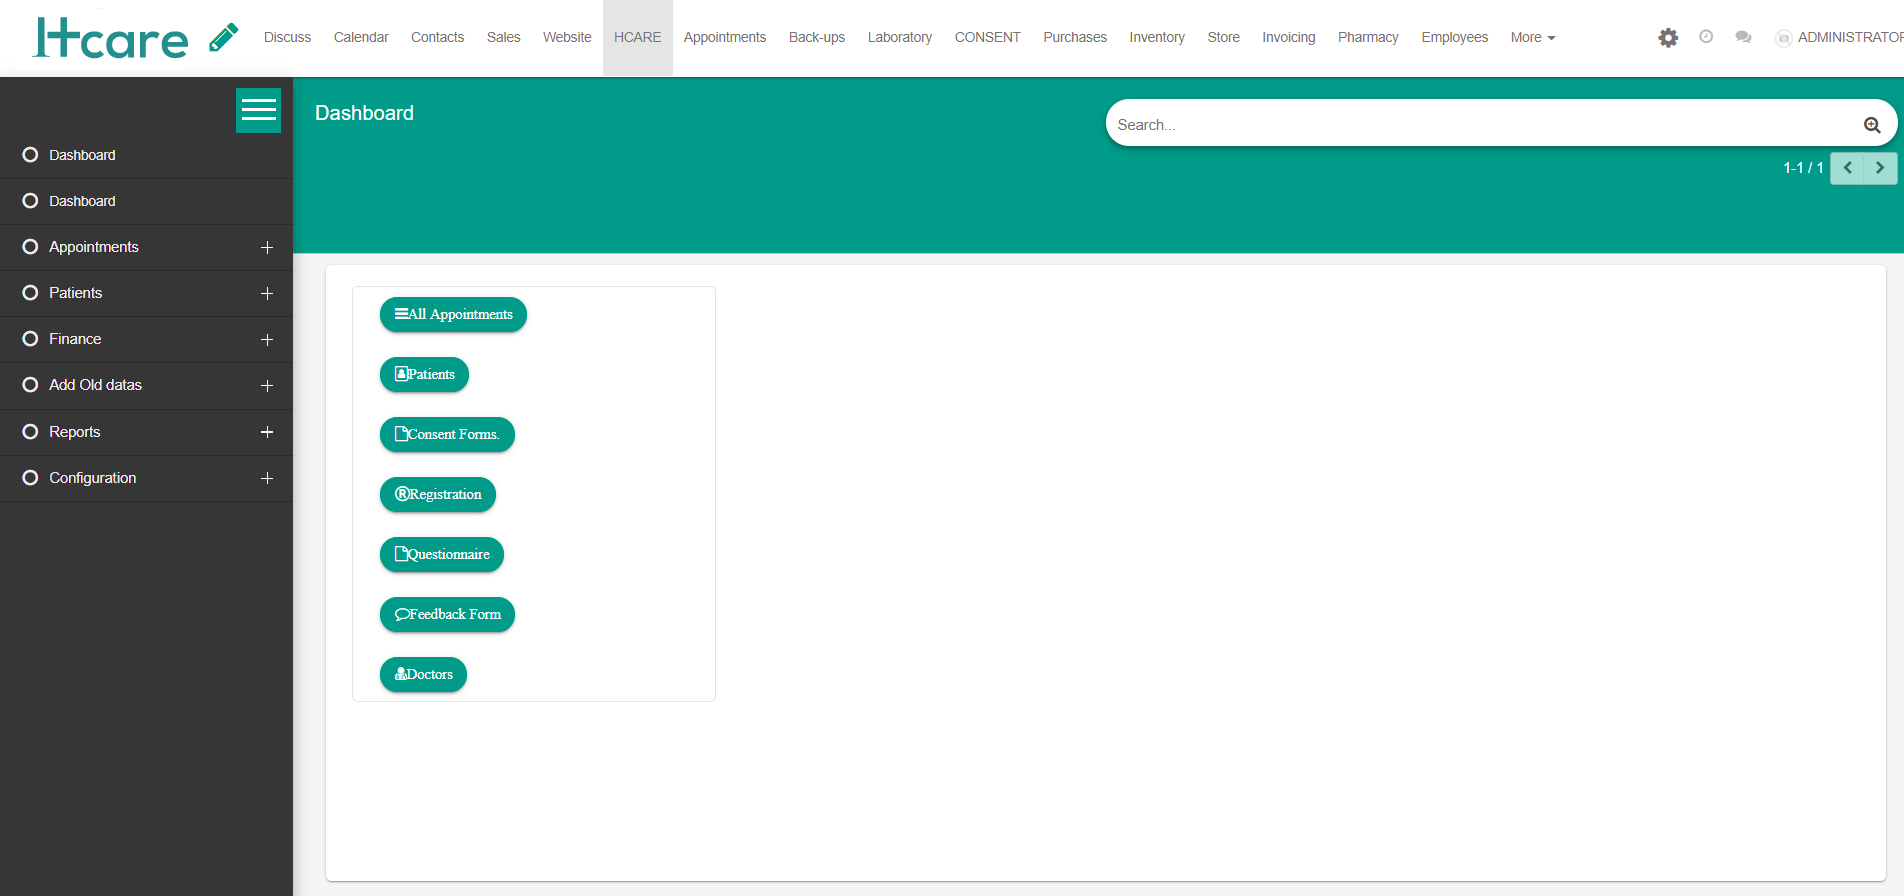 Hcare
Discuss Calendar Contacts Sales Website HCARE Appointments Back-ups Laboratory CONSENT Purchases Inventory Store Invoicing Pharmacy Employees More ADMINISTRATOR
Dashboard
Search...
1-1 / 1
Dashboard
Dashboard
Appointments
Patients
Finance
Add Old datas
Reports
Configuration
All Appointments
Patients
Consent Forms.
Registration
Questionnaire
Feedback Form
Doctors